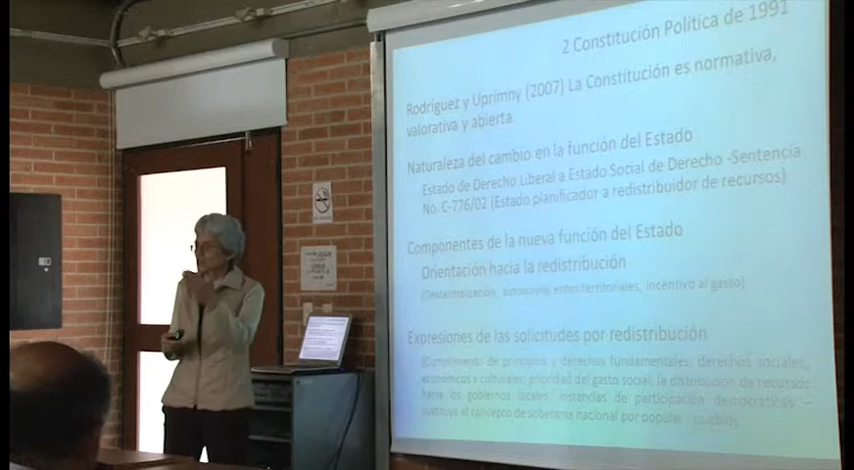 2 Constitución Política de 1991
Rodríguez y Uprimny (2007) La Constitución es normativa,
valorativa y abierta.
Naturaleza del cambio en la función del Estado
Estado de Derecho Liberal a Estado Social de Derecho -Sentencia
No. C-776/02 (Estado planificador a redistribuidor de recursos)
Componentes de la nueva función del Estado
Orientación hacia la redistribución
(Descentralización, autonomía entes territoriales, incentivo al gasto)
Expresiones de las solicitudes por redistribución
(Cumplimiento de principios y derechos fundamentales, derechos sociales,
económicos y culturales, prioridad del gasto social, la distribución de recursos
hacia los gobiernos locales, instancias de participación democráticas –
sustituye el concepto de soberanía nacional por popular